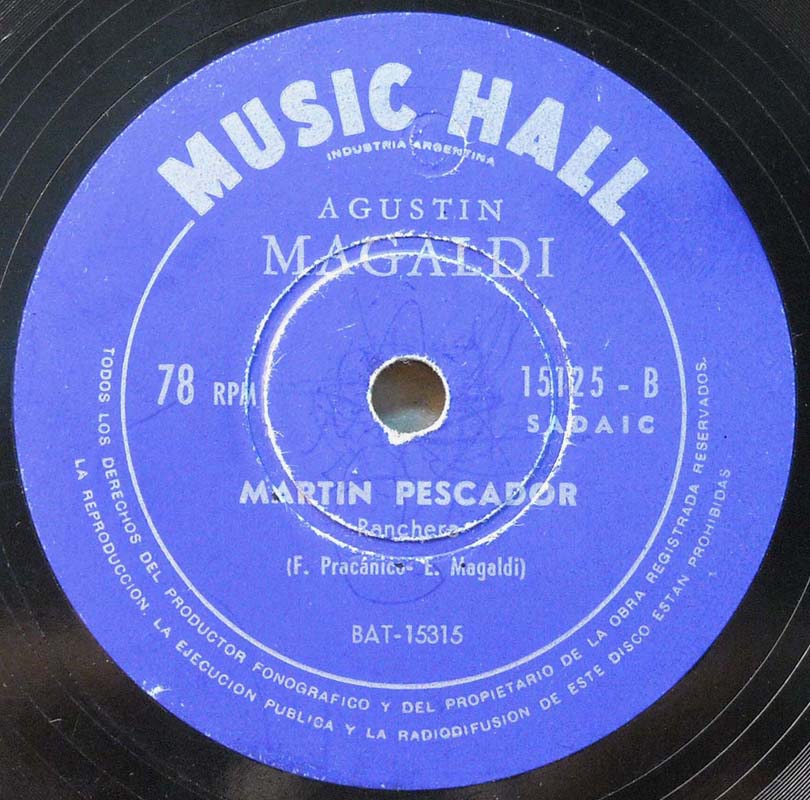 MUSIC HALL
INDUSTRIA ARGENTINA
AGUSTIN
MAGALDI
78 RPM
15125 - B
SADAIC
MARTIN PESCADOR
Ranchera
(F. Pracánico- E. Magaldi)
BAT-15315
TODOS LOS DERECHOS DEL PRODUCTOR FONOGRAFICO Y DEL PROPIETARIO DE LA OBRA REGISTRADA RESERVADOS.
LA REPRODUCCION, LA EJECUCION PUBLICA Y LA RADIODIFUSION DE ESTE DISCO ESTAN PROHIBIDAS